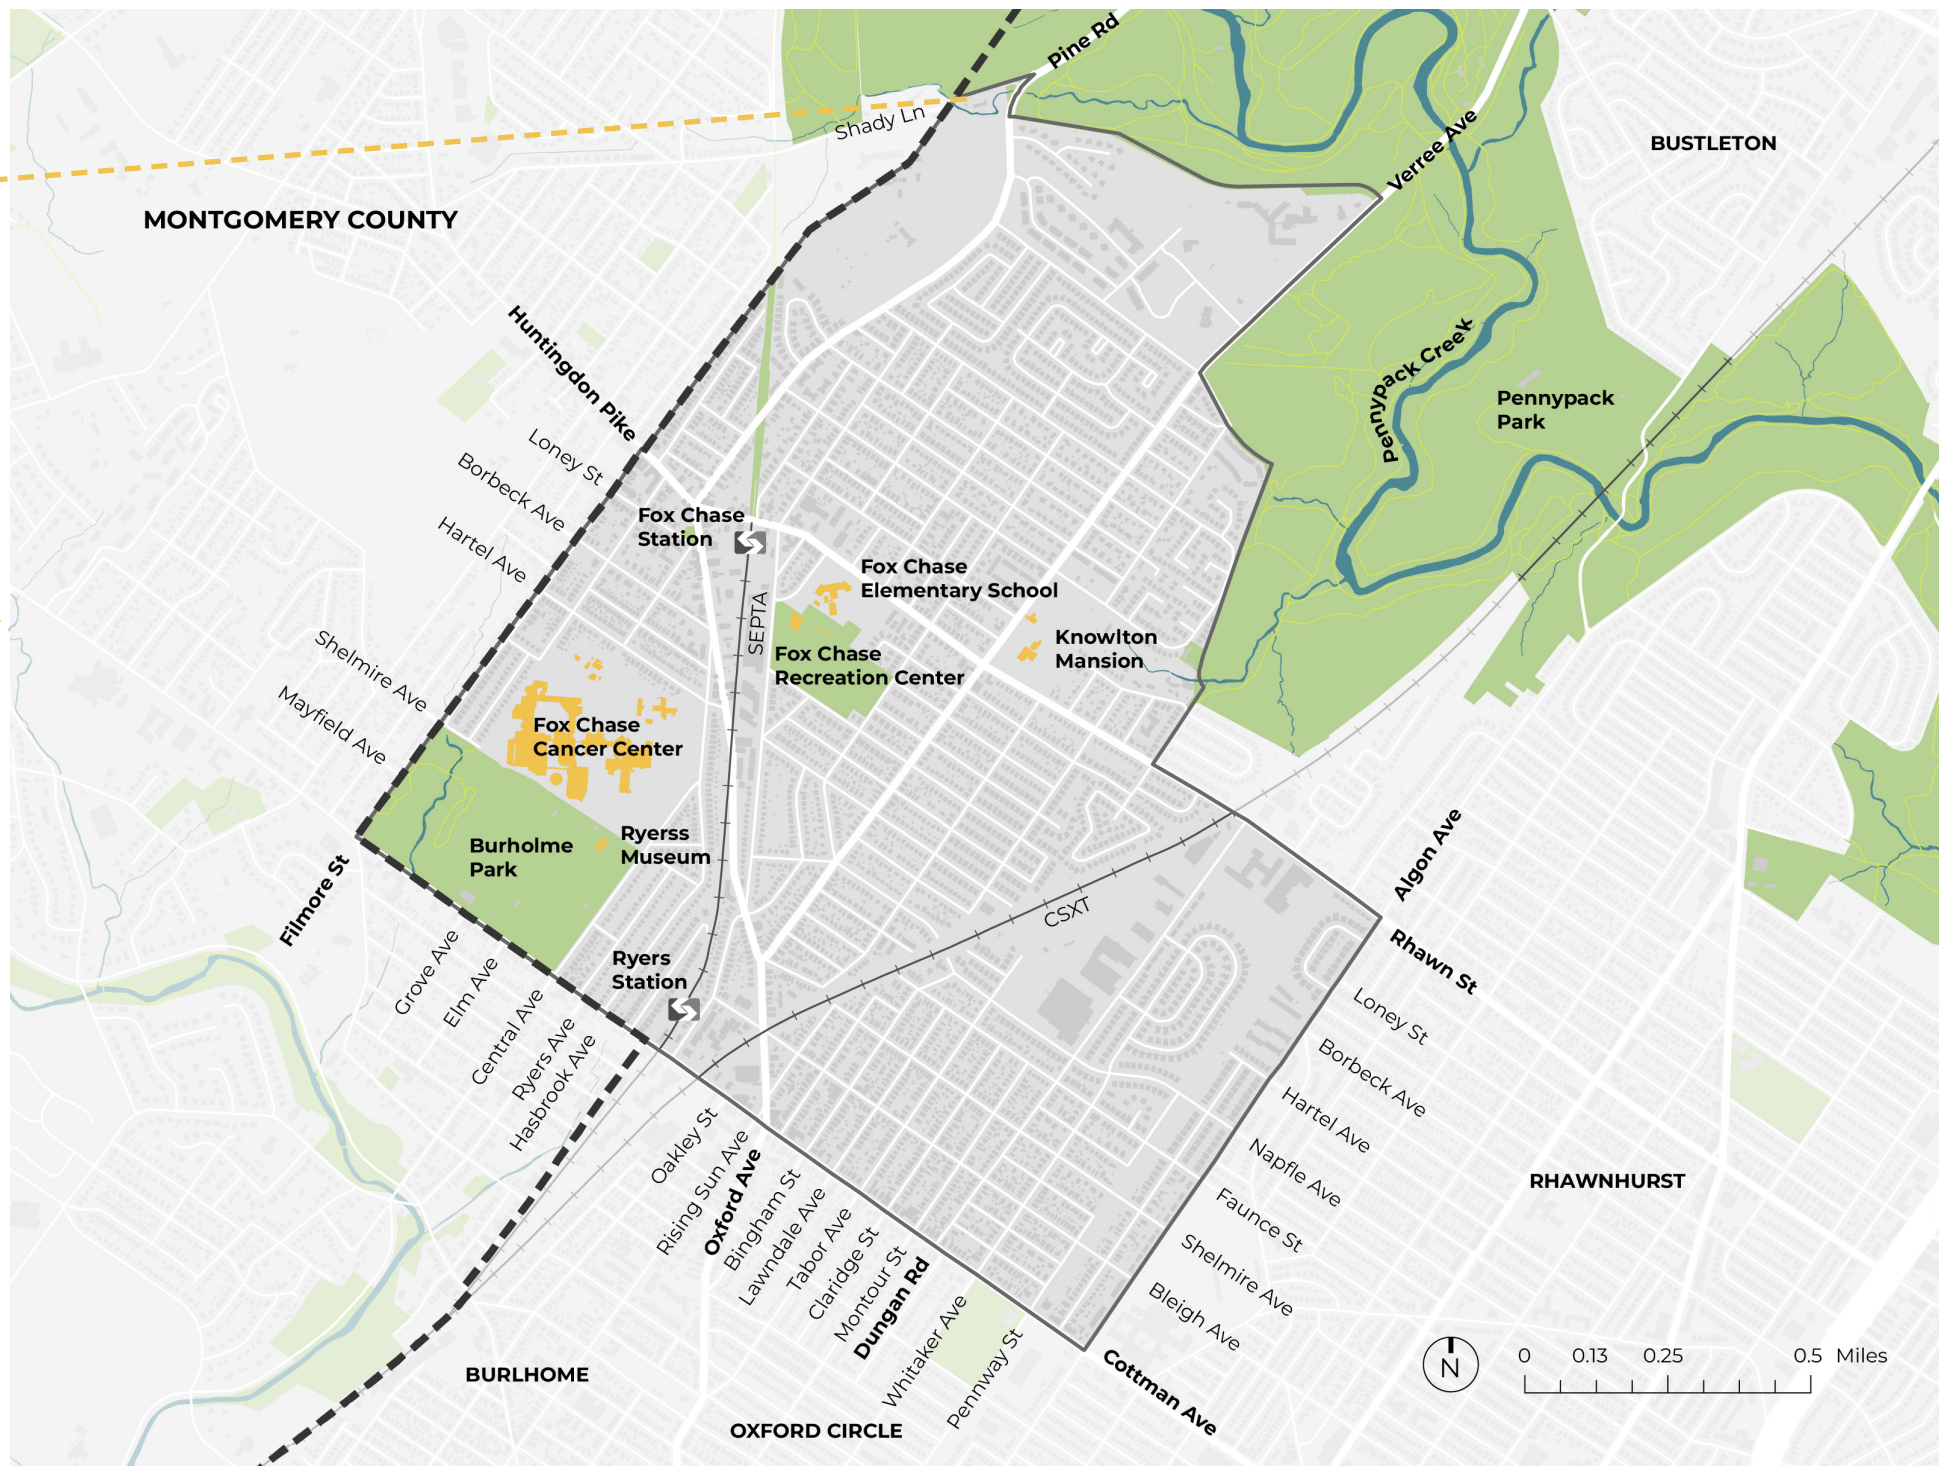 Pine Rd
Shady Ln
Verree Ave
BUSTLETON
MONTGOMERY COUNTY
Huntingdon Pike
Loney St
Borbeck Ave
Hartel Ave
Shelmire Ave
Mayfield Ave
Filmore St
Pennypack Creek
Pennypack
Park
Fox Chase
Station
SEPTA
Fox Chase
Elementary School
Knowlton
Mansion
Fox Chase
Recreation Center
Fox Chase
Cancer Center
Ryerss
Museum
Burholme
Park
CSXT
Ryers
Station
Algon Ave
Rhawn St
Loney St
Borbeck Ave
Hartel Ave
Napfle Ave
Faunce St
Shelmire Ave
Bleigh Ave
Cottman Ave
RHAWNHURST
Grove Ave
Elm Ave
Central Ave
Ryers Ave
Hasbrook Ave
Oakley St
Rising Sun Ave
Oxford Ave
Bingham St
Lawndale Ave
Tabor Ave
Claridge St
Montour St
Dungan Rd
Whitaker Ave
Pennway St
BURLHOME
OXFORD CIRCLE
N
0 0.13 0.25 0.5 Miles